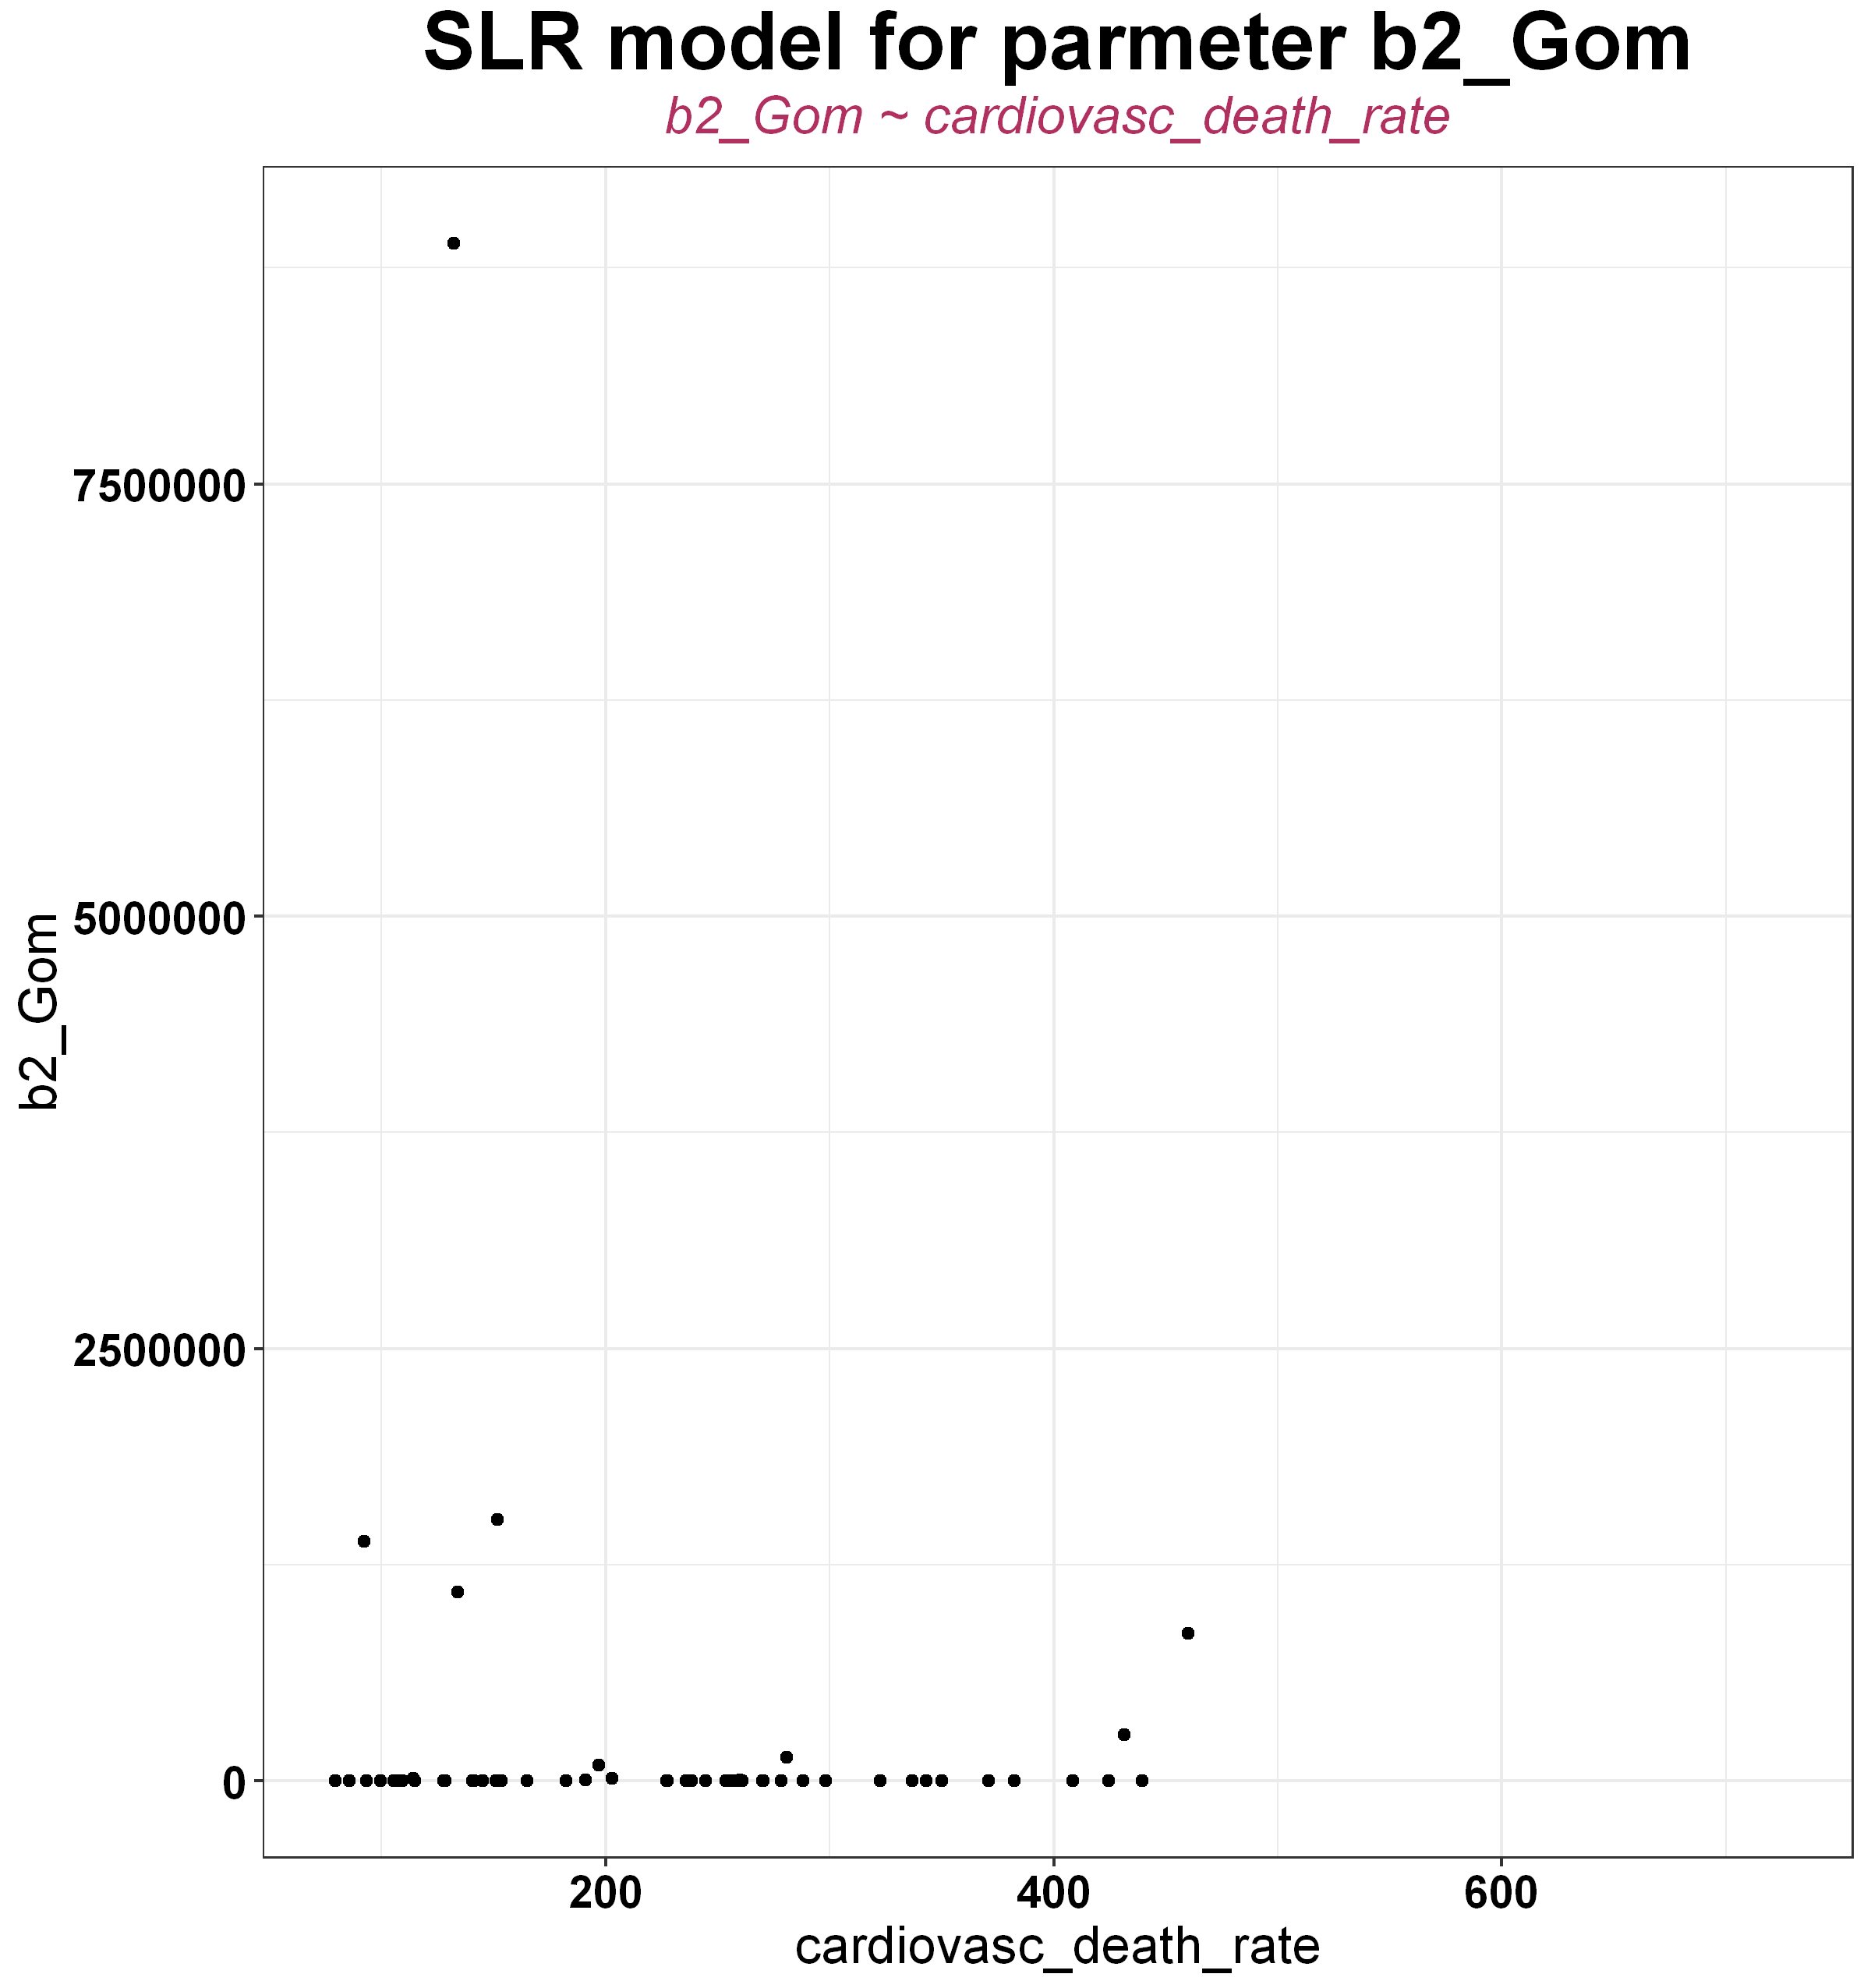 SLR model for parmeter b2_Gom
b2_Gom ~ cardiovasc_death_rate
7500000
5000000
2500000
0
b2_Gom
200 400 600
cardiovasc_death_rate